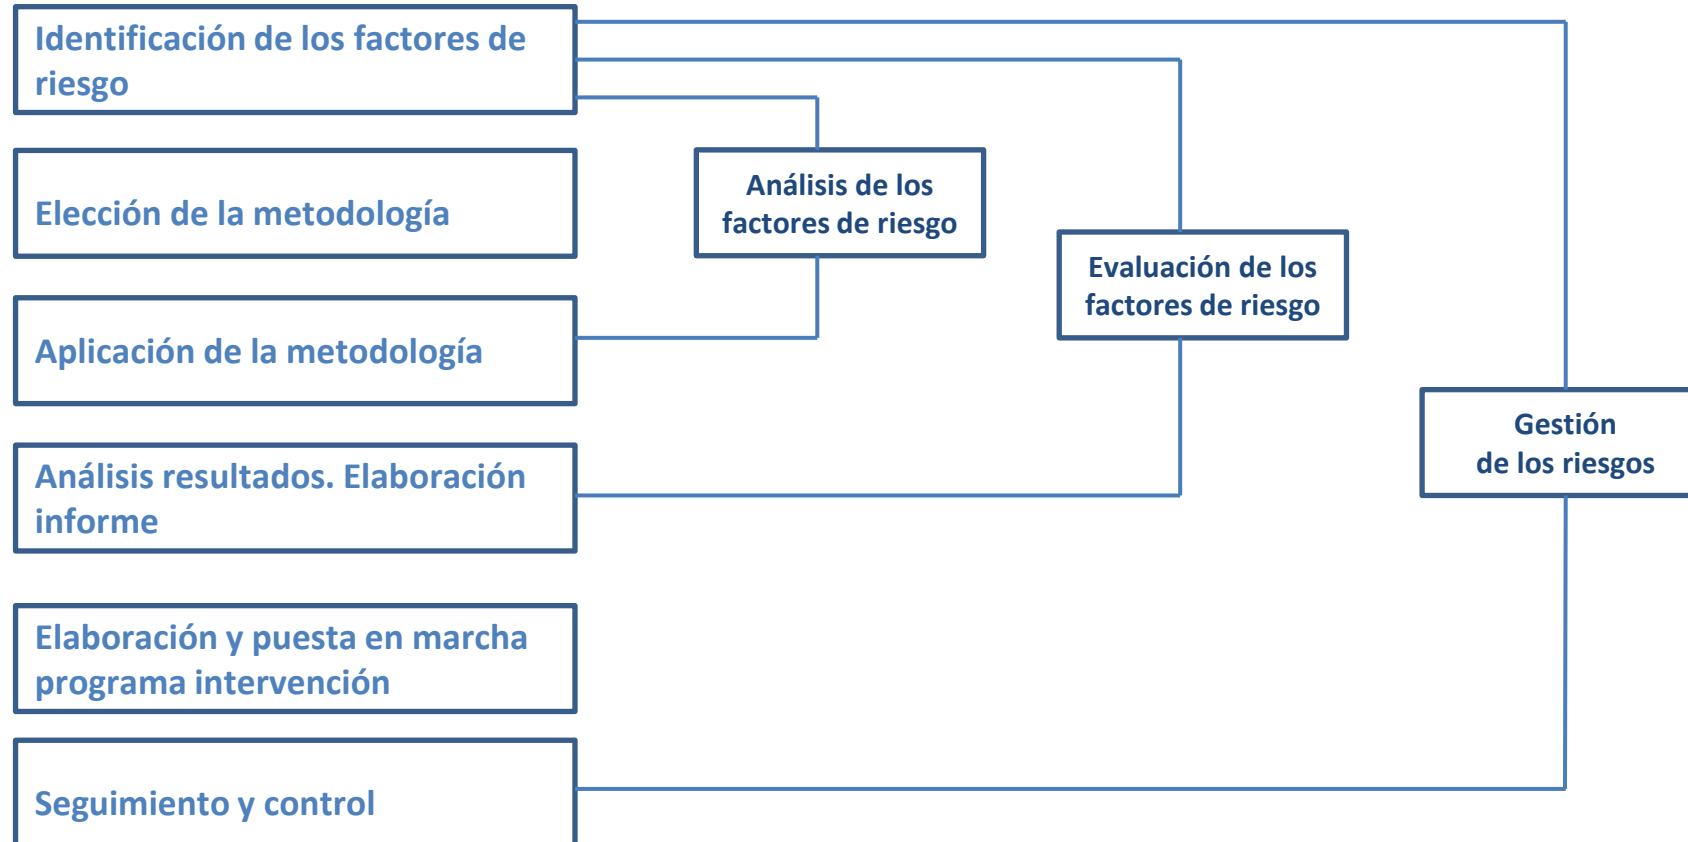 Identificación de los factores de
riesgo
Elección de la metodología
Aplicación de la metodología
Análisis resultados. Elaboración
informe
Elaboración y puesta en marcha
programa intervención
Seguimiento y control
Análisis de los
factores de riesgo
Evaluación de los
factores de riesgo
Gestión
de los riesgos